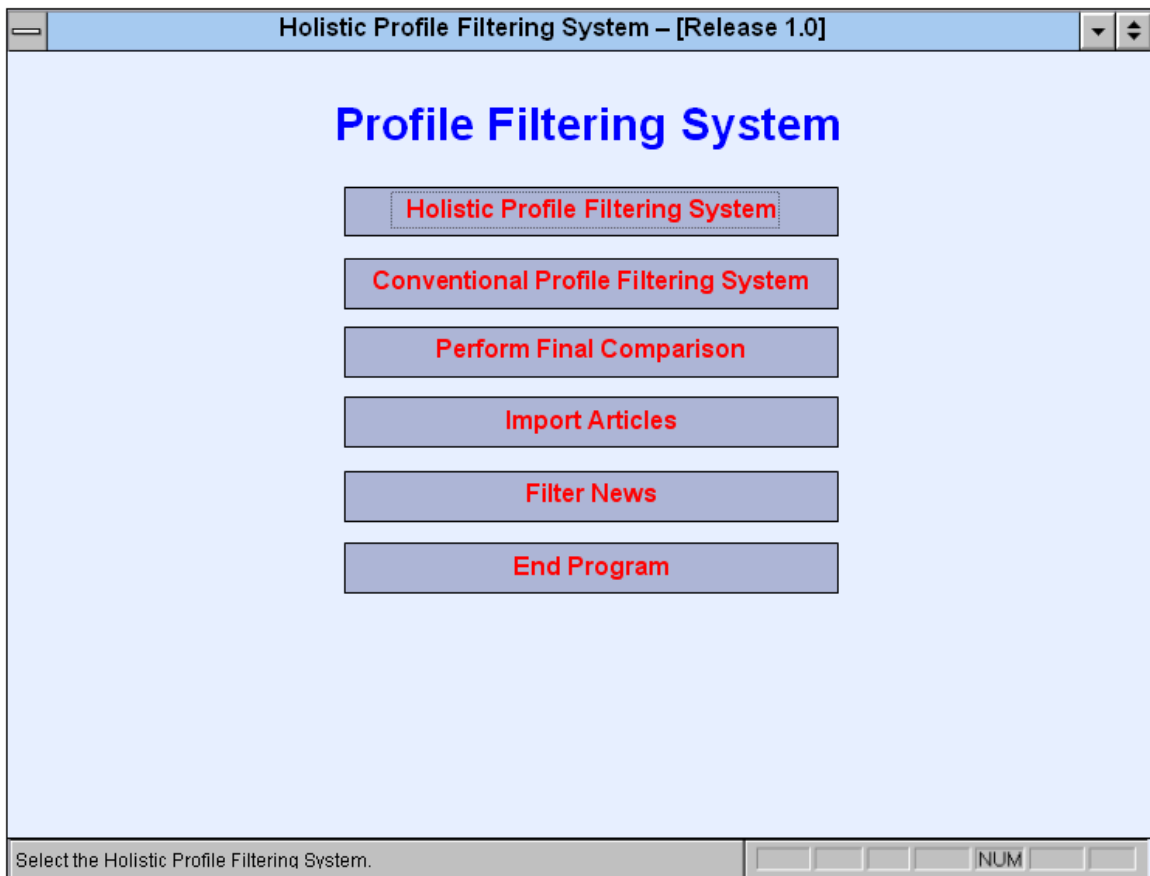 Holistic Profile Filtering System – [Release 1.0]
Profile Filtering System
Holistic Profile Filtering System
Conventional Profile Filtering System
Perform Final Comparison
Import Articles
Filter News
End Program
Select the Holistic Profile Filtering System.
NUM